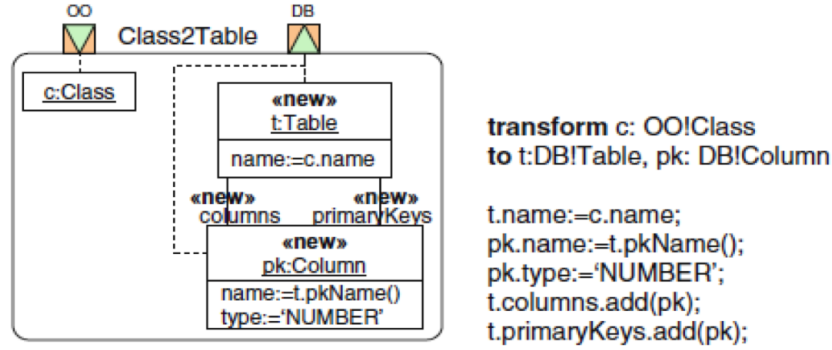 OO
DB
Class2Table
c:Class
«new»
t:Table
name:=c.name
«new» «new»
columns primaryKeys
«new»
pk:Column
name:=t.pkName()
type:=‘NUMBER’
transform c: OO!Class
to t:DB!Table, pk: DB!Column
t.name:=c.name;
pk.name:=t.pkName();
pk.type:=‘NUMBER’;
t.columns.add(pk);
t.primaryKeys.add(pk);